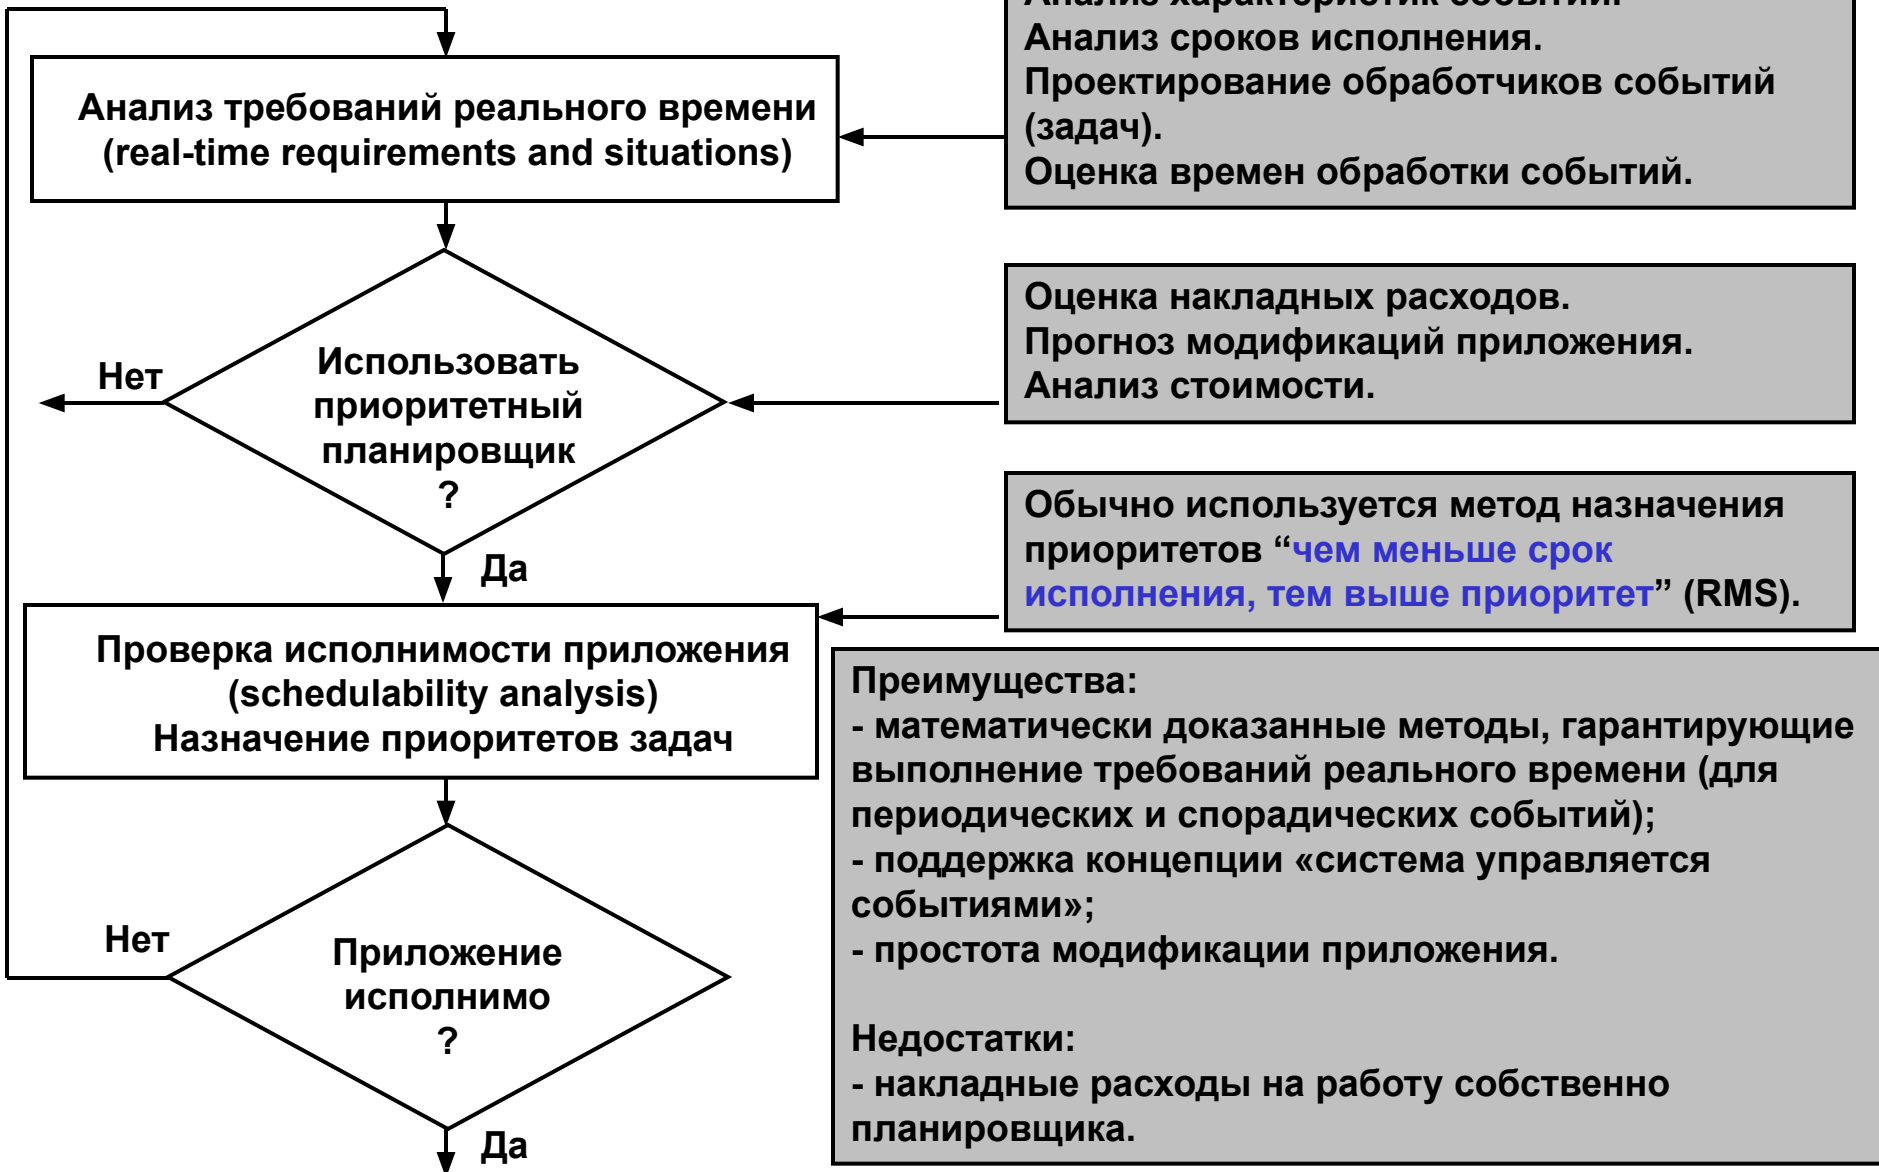 Анализ характеристик событий.
Анализ сроков исполнения.
Проектирование обработчиков событий
(задач).
Оценка времен обработки событий.
Анализ требований реального времени
(real-time requirements and situations)
Оценка накладных расходов.
Прогноз модификаций приложения.
Анализ стоимости.
Нет
Использовать
приоритетный
планировщик
?
Да
Обычно используется метод назначения
приоритетов “чем меньше срок
исполнения, тем выше приоритет” (RMS).
Проверка исполнимости приложения
(schedulability analysis)
Назначение приоритетов задач
Преимущества:
- математически доказанные методы, гарантирующие
выполнение требований реального времени (для
периодических и спорадических событий);
- поддержка концепции «система управляется
событиями»;
- простота модификации приложения.
Недостатки:
- накладные расходы на работу собственно
планировщика.
Нет
Приложение
исполнимо
?
Да